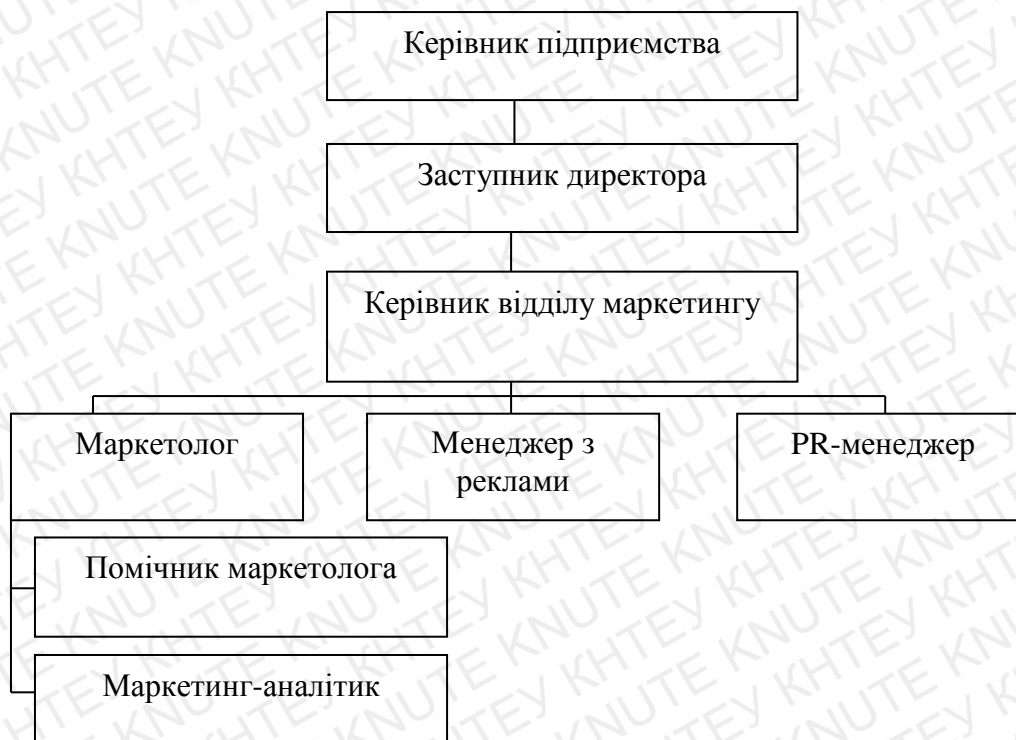 Керівник підприємства
Заступник директора
Керівник відділу маркетингу
Маркетолог
Менеджер з
реклами
PR-менеджер
Помічник маркетолога
Маркетинг-аналітик